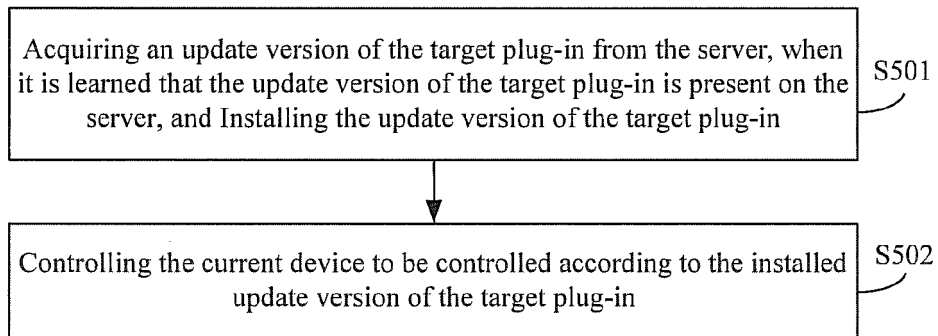 Acquiring an update version of the target plug-in from the server, when
it is learned that the update version of the target plug-in is present on the
server, and Installing the update version of the target plug-in
S501
Controlling the current device to be controlled according to the installed
update version of the target plug-in
S502